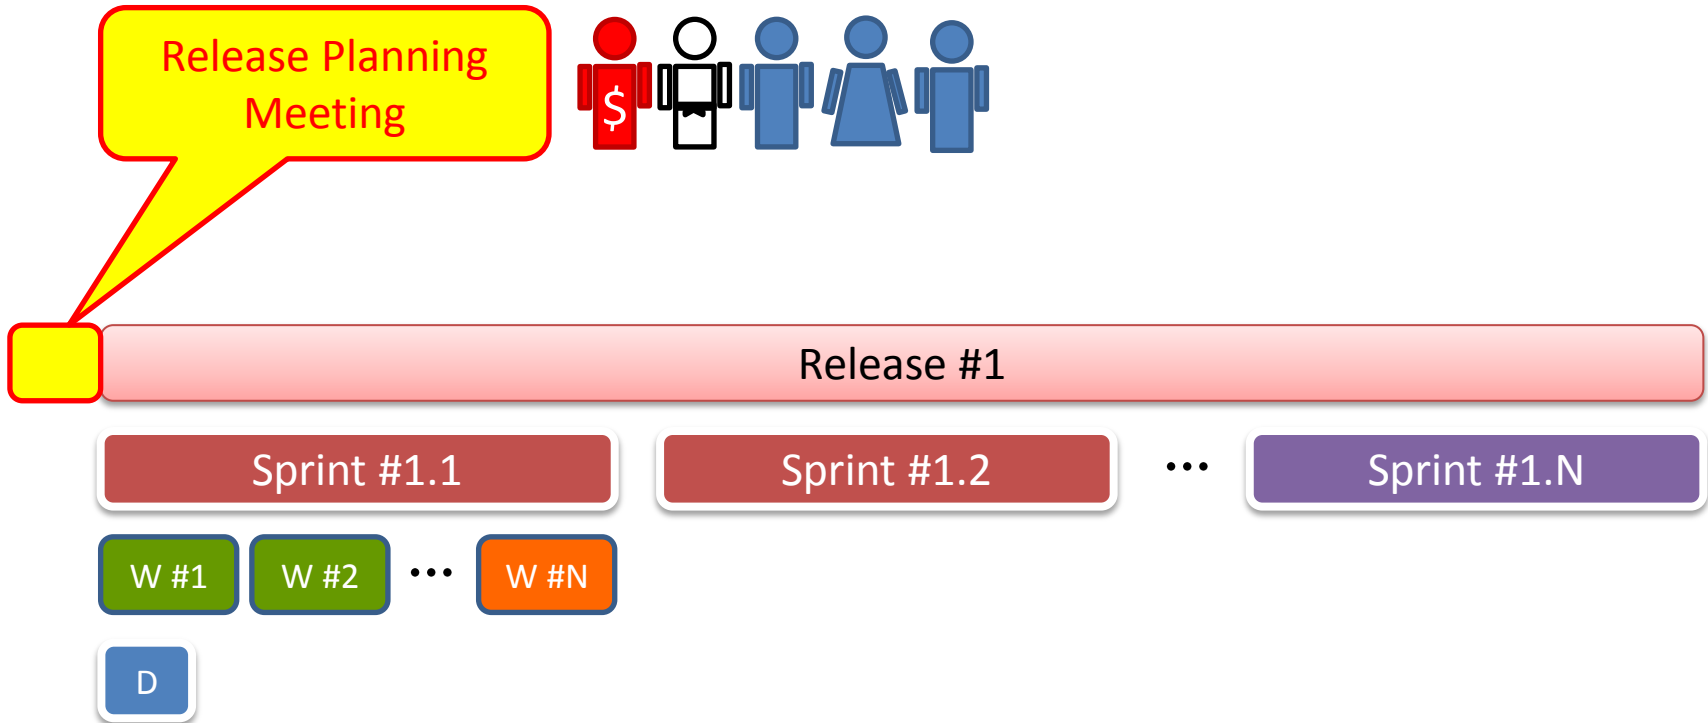 Release Planning
Meeting
$
Release #1
Sprint #1.1
Sprint #1.2
...
Sprint #1.N
W #1
W #2
...
W #N
D